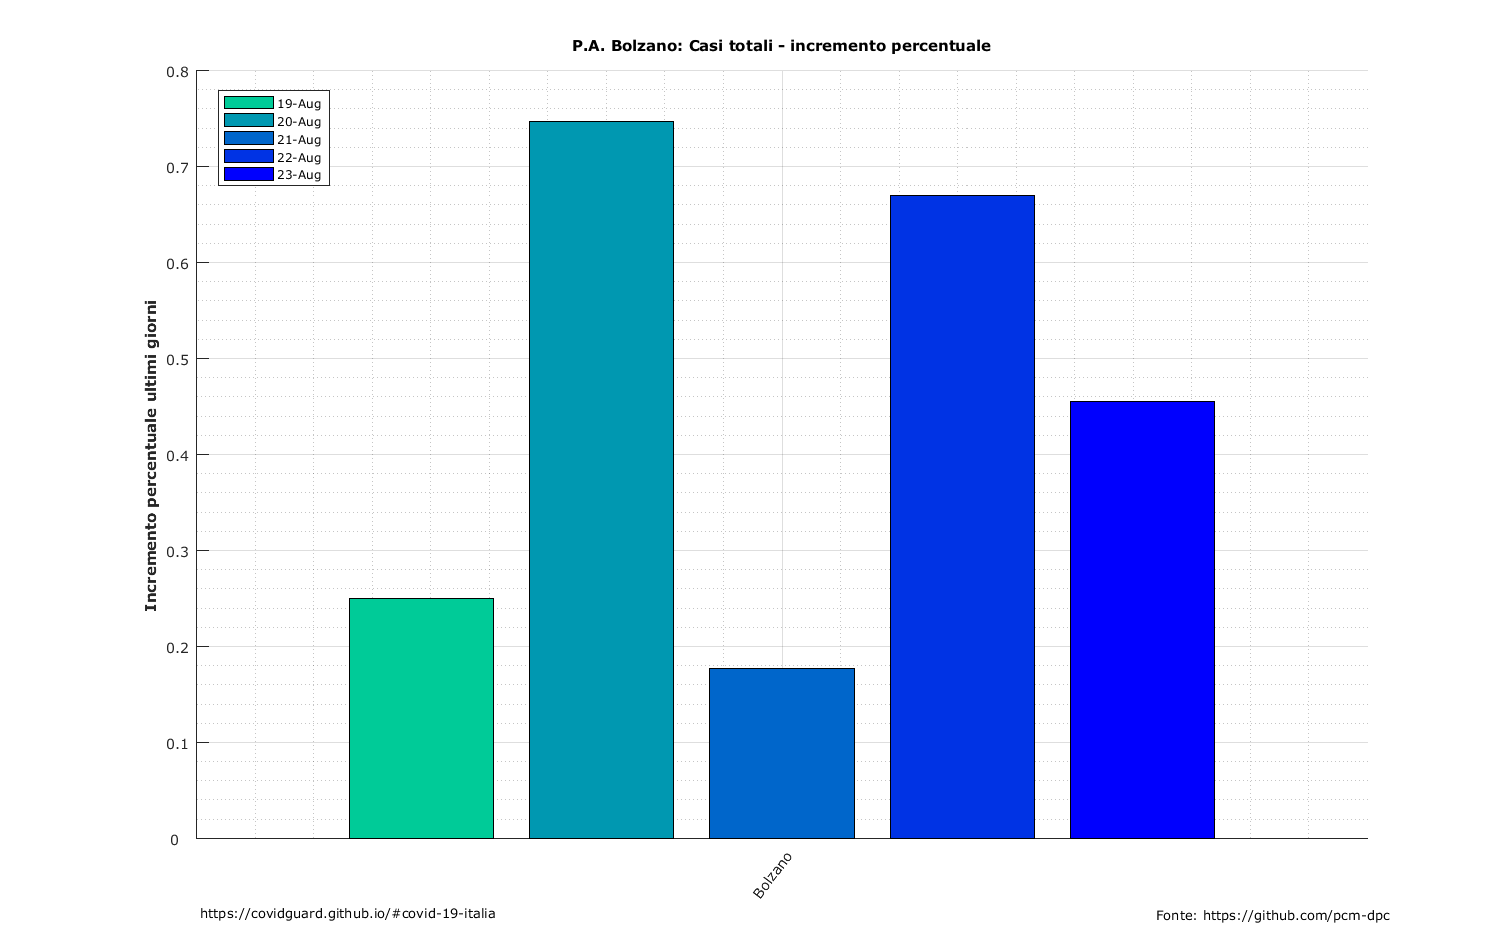 P.A. Bolzano: Casi totali - incremento percentuale
Incremento percentuale ultimi giorni
0.8
0.7
0.6
0.5
0.4
0.3
0.2
0.1
0
19-Aug
20-Aug
21-Aug
22-Aug
23-Aug
Bolzano
https://covidguard.github.io/#covid-19-italia
Fonte: https://github.com/pcm-dpc